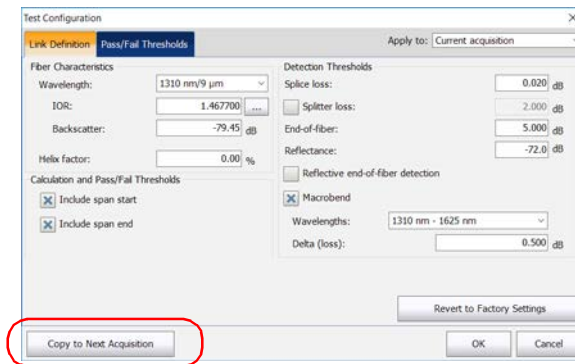 Test Configuration
Link Definition Pass/Fail Thresholds Apply to: Current acquisition
Fiber Characteristics
Wavelength: 1310 nm/9 µm
IOR: 1.467700 ...
Backscatter: -79.45 dB
Helix factor: 0.00 %
Calculation and Pass/Fail Thresholds
Include span start
Include span end
Detection Thresholds
Splice loss: 0.020 dB
Splitter loss: 2.000 dB
End-of-fiber: 5.000 dB
Reflectance: -72.0 dB
Reflective end-of-fiber detection
Macrobend
Wavelengths: 1310 nm - 1625 nm
Delta (loss): 0.500 dB
Revert to Factory Settings
Copy to Next Acquisition OK Cancel